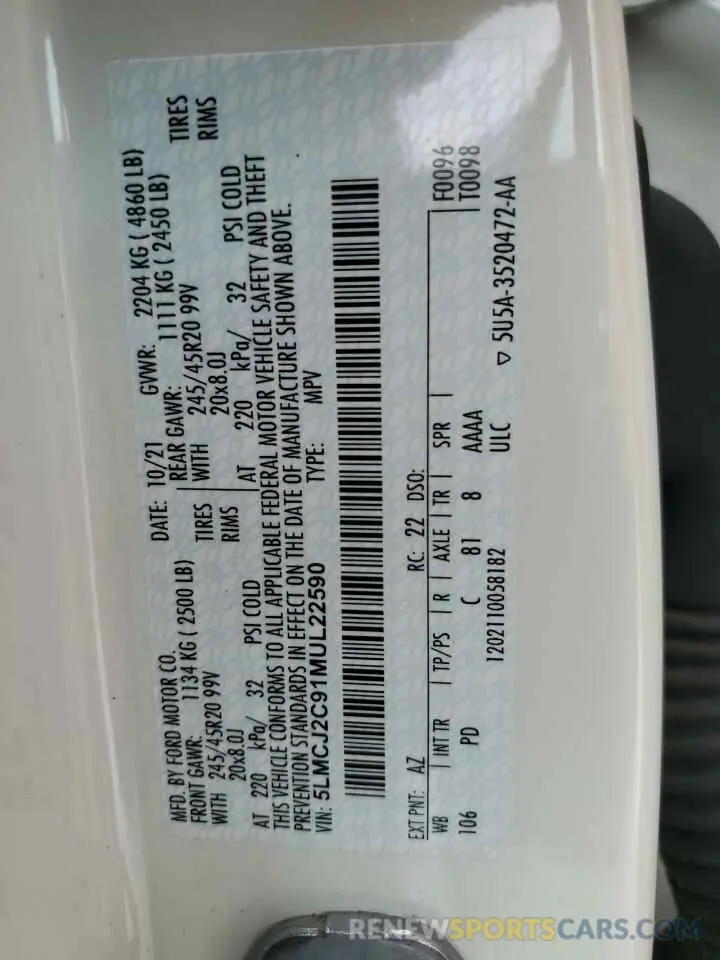 MFD. BY FORD MOTOR CO. DATE: 10/21 GVWR: 2204 KG ( 4860 LB)
FRONT GAWR: 1134 KG ( 2500 LB) REAR GAWR: 1111 KG ( 2450 LB)
WITH 245/45R20 99V TIRES WITH 245/45R20 99V TIRES
20x8.0J RIMS 20x8.0J RIMS
AT 220 kPa/ 32 PSI COLD AT 220 kPa/ 32 PSI COLD
THIS VEHICLE CONFORMS TO ALL APPLICABLE FEDERAL MOTOR VEHICLE SAFETY AND THEFT
PREVENTION STANDARDS IN EFFECT ON THE DATE OF MANUFACTURE SHOWN ABOVE.
VIN: 5LMCJ2C91MUL22590 TYPE: MPV
EXT PNT: AZ RC: 22 DSO: F0096
WB INT TR TP/PS R AXLE TR SPR T0098
106 PD C 81 8 AAAA
1202110058182 ULC ▽ 5U5A-3520472-AA
RENEWSPORTSCARS.COM